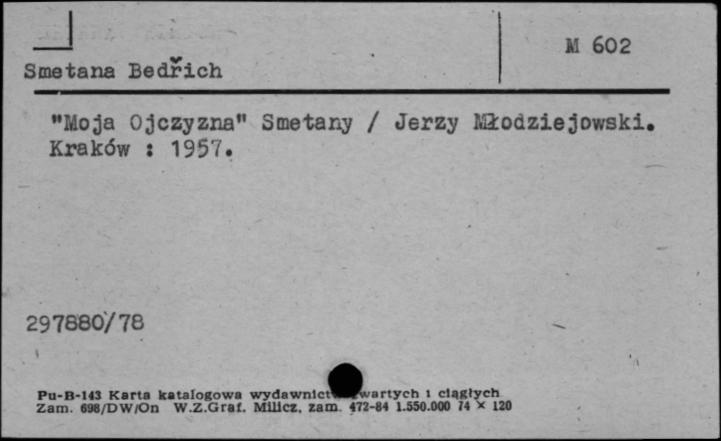 M 602
Smetana Bedřich
"Moja Ojczyzna" Smetany / Jerzy Młodziejowski.
Kraków : 1957.
297880/78
Pu-B-143 Karta katalogowa wydawnictw zwartych i ciągłych
Zam. 698/DW/On W.Z.Graf. Milicz, zam. 472-84 1.550.000 74 × 120